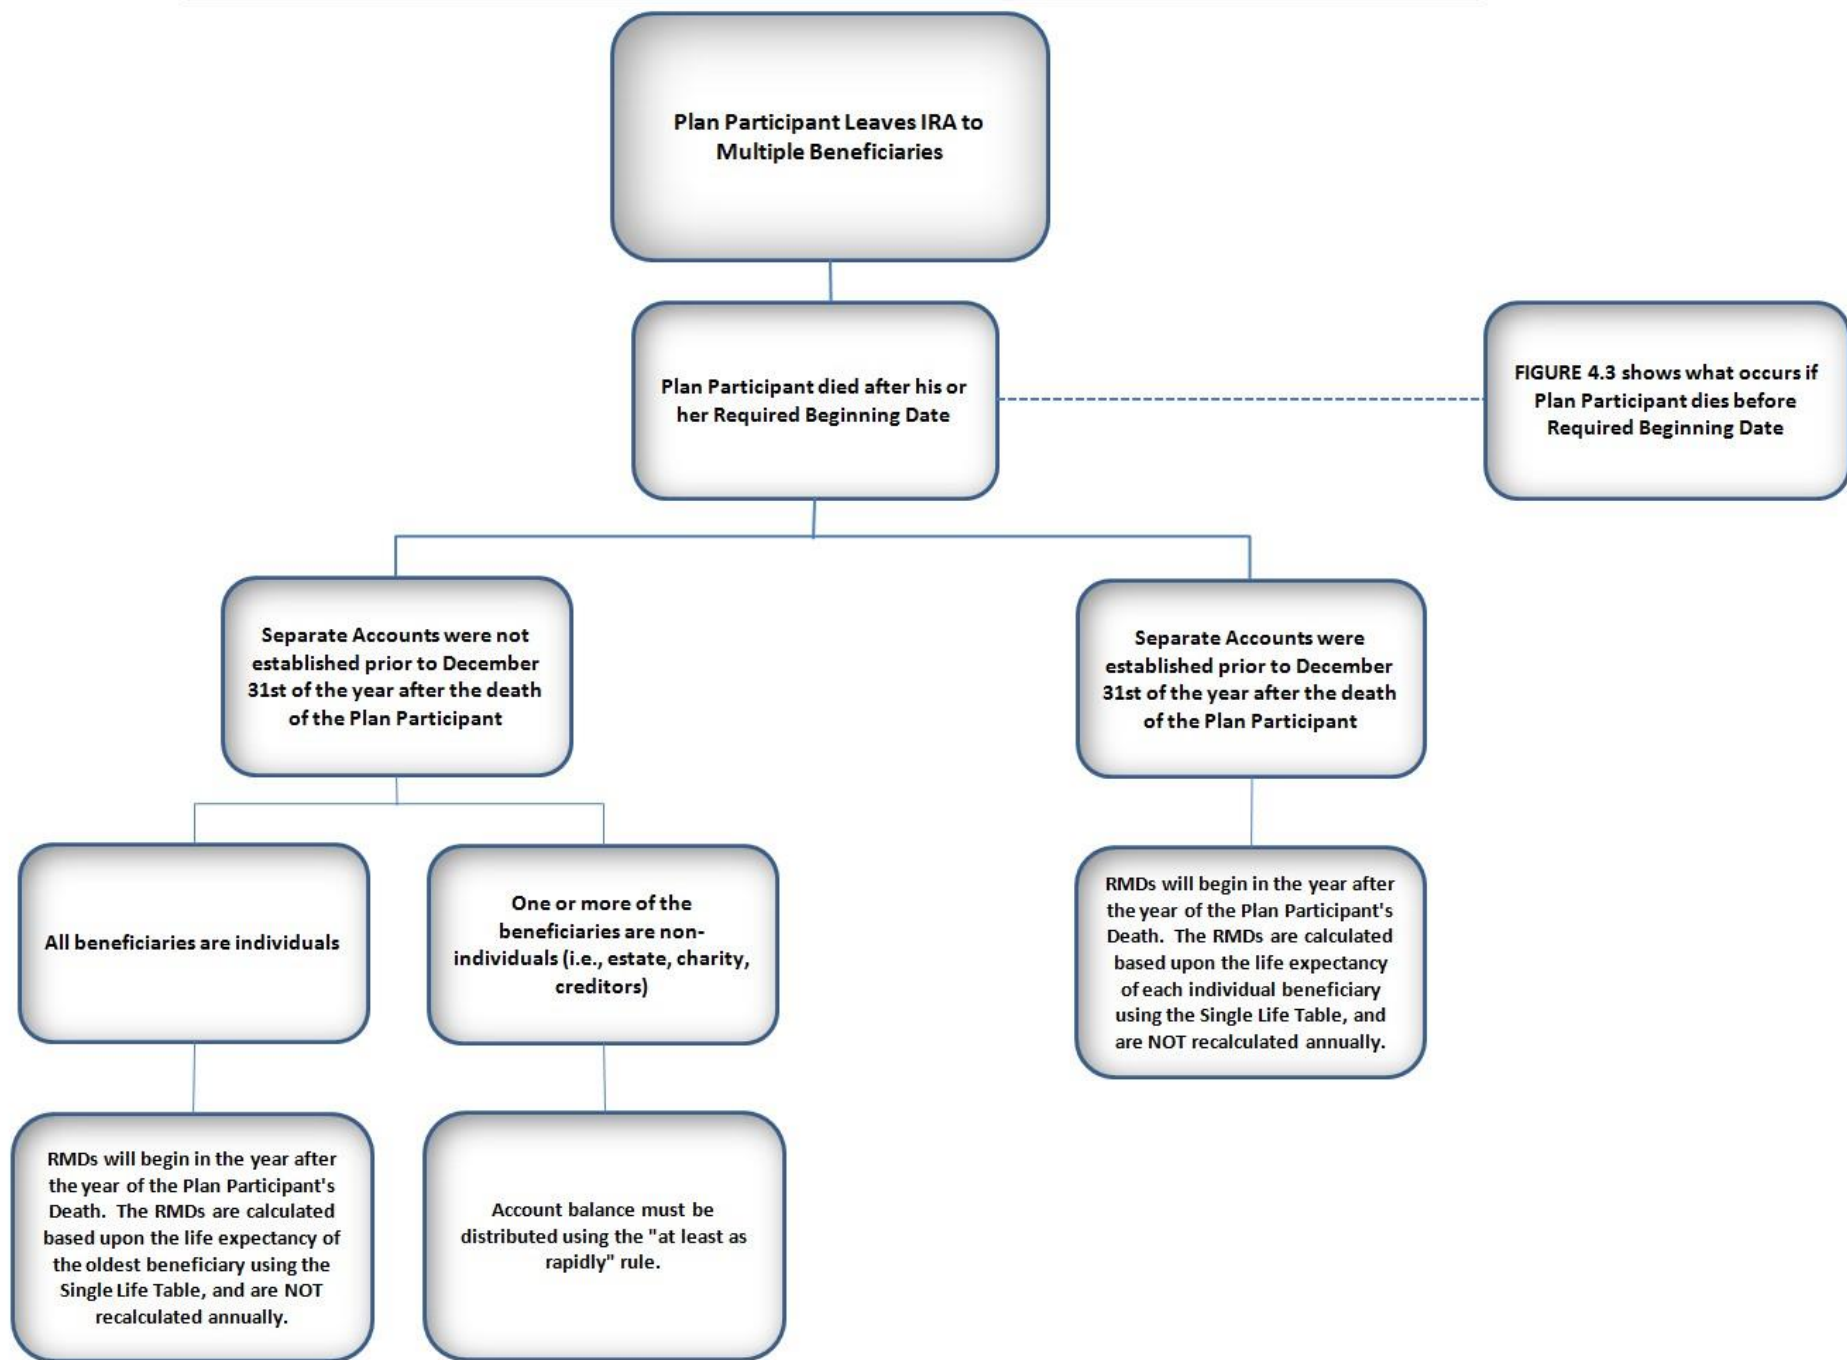 Plan Participant Leaves IRA to
Multiple Beneficiaries
Plan Participant died after his or
her Required Beginning Date
FIGURE 4.3 shows what occurs if
Plan Participant dies before
Required Beginning Date
Separate Accounts were not
established prior to December
31st of the year after the death
of the Plan Participant
Separate Accounts were
established prior to December
31st of the year after the death
of the Plan Participant
All beneficiaries are individuals
One or more of the
beneficiaries are non-
individuals (i.e., estate, charity,
creditors)
RMDs will begin in the year after
the year of the Plan Participant's
Death. The RMDs are calculated
based upon the life expectancy
of each individual beneficiary
using the Single Life Table, and
are NOT recalculated annually.
RMDs will begin in the year after
the year of the Plan Participant's
Death. The RMDs are calculated
based upon the life expectancy of
the oldest beneficiary using the
Single Life Table, and are NOT
recalculated annually.
Account balance must be
distributed using the "at least as
rapidly" rule.